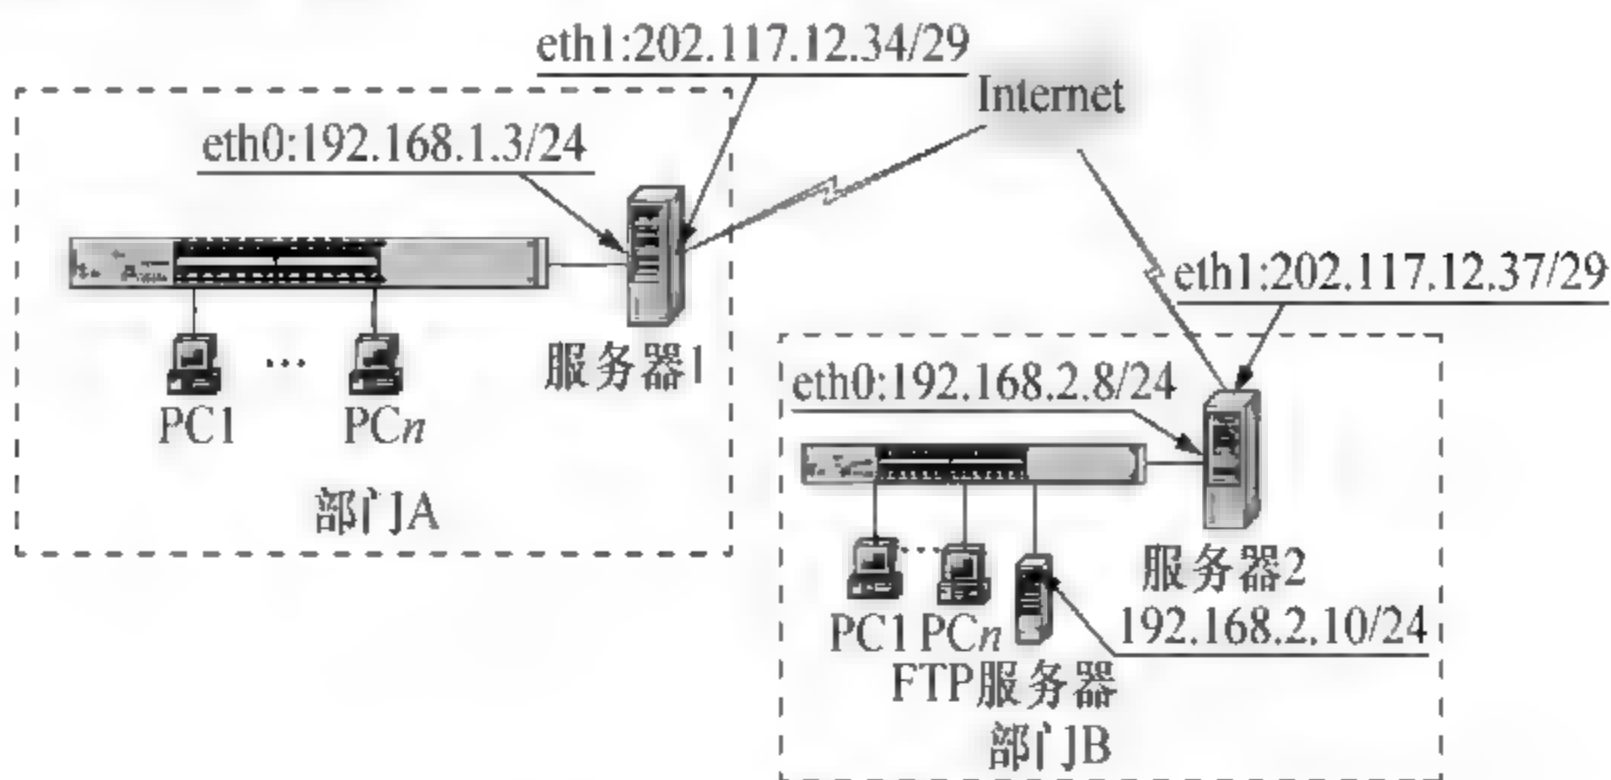 eth1:202.117.12.34/29
Internet
eth0:192.168.1.3/24
eth1:202.117.12.37/29
服务器1
eth0:192.168.2.8/24
PC1
…
PCn
部门A
服务器2
PC1 PCn
192.168.2.10/24
FTP服务器
部门B